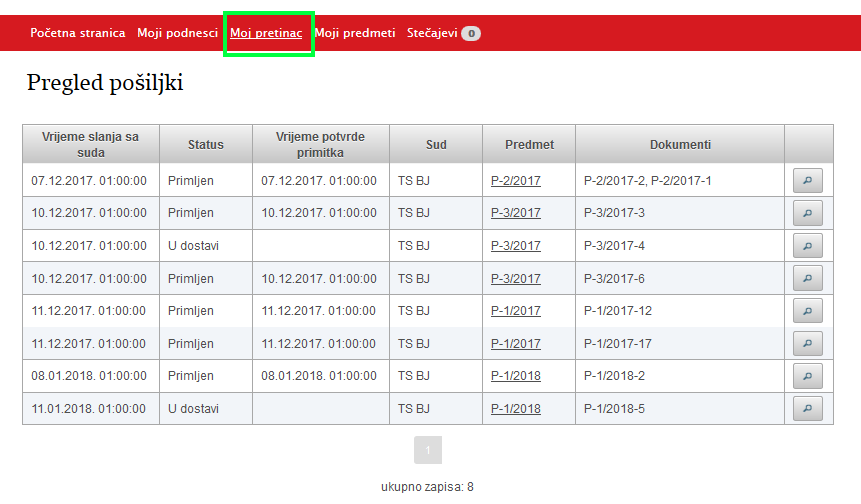 Početna stranica Moji podnesci Moj pretinac Moji predmeti Stečajevi 0
Pregled pošiljki
Vrijeme slanja sa suda Status Vrijeme potvrde primitka Sud Predmet Dokumenti
07.12.2017. 01:00:00 Primljen 07.12.2017. 01:00:00 TS BJ P-2/2017 P-2/2017-2, P-2/2017-1
10.12.2017. 01:00:00 Primljen 10.12.2017. 01:00:00 TS BJ P-3/2017 P-3/2017-3
10.12.2017. 01:00:00 U dostavi TS BJ P-3/2017 P-3/2017-4
10.12.2017. 01:00:00 Primljen 10.12.2017. 01:00:00 TS BJ P-3/2017 P-3/2017-6
11.12.2017. 01:00:00 Primljen 11.12.2017. 01:00:00 TS BJ P-1/2017 P-1/2017-12
11.12.2017. 01:00:00 Primljen 11.12.2017. 01:00:00 TS BJ P-1/2017 P-1/2017-17
08.01.2018. 01:00:00 Primljen 08.01.2018. 01:00:00 TS BJ P-1/2018 P-1/2018-2
11.01.2018. 01:00:00 U dostavi TS BJ P-1/2018 P-1/2018-5
1
ukupno zapisa: 8